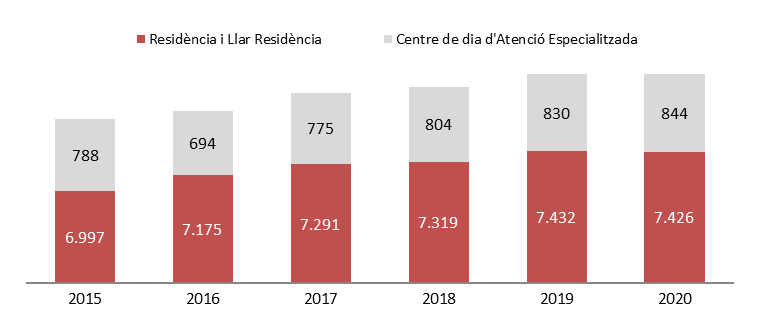 Residència i Llar Residència Centre de dia d'Atenció Especialitzada
788 694 775 804 830 844
6.997 7.175 7.291 7.319 7.432 7.426
2015 2016 2017 2018 2019 2020